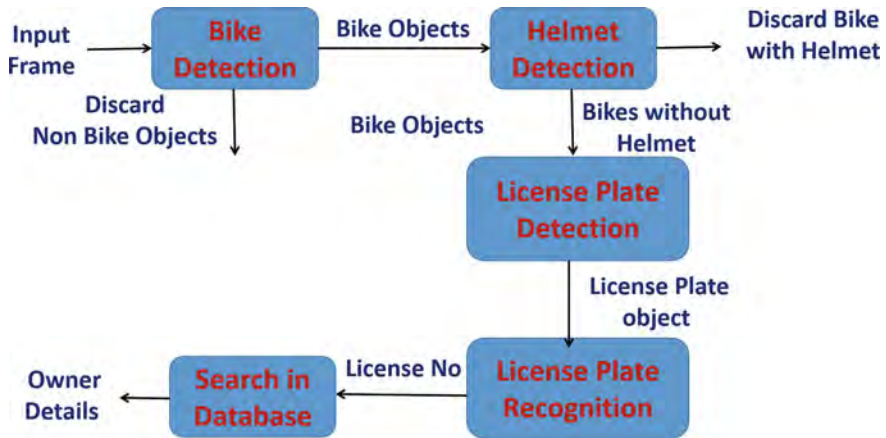 Input
Frame
Bike
Detection
Bike Objects
Helmet
Detection
Discard Bike
with Helmet
Discard
Non Bike Objects
Bike Objects
Bikes without
Helmet
License Plate
Detection
License Plate
object
License Plate
Recognition
License No
Search in
Database
Owner
Details